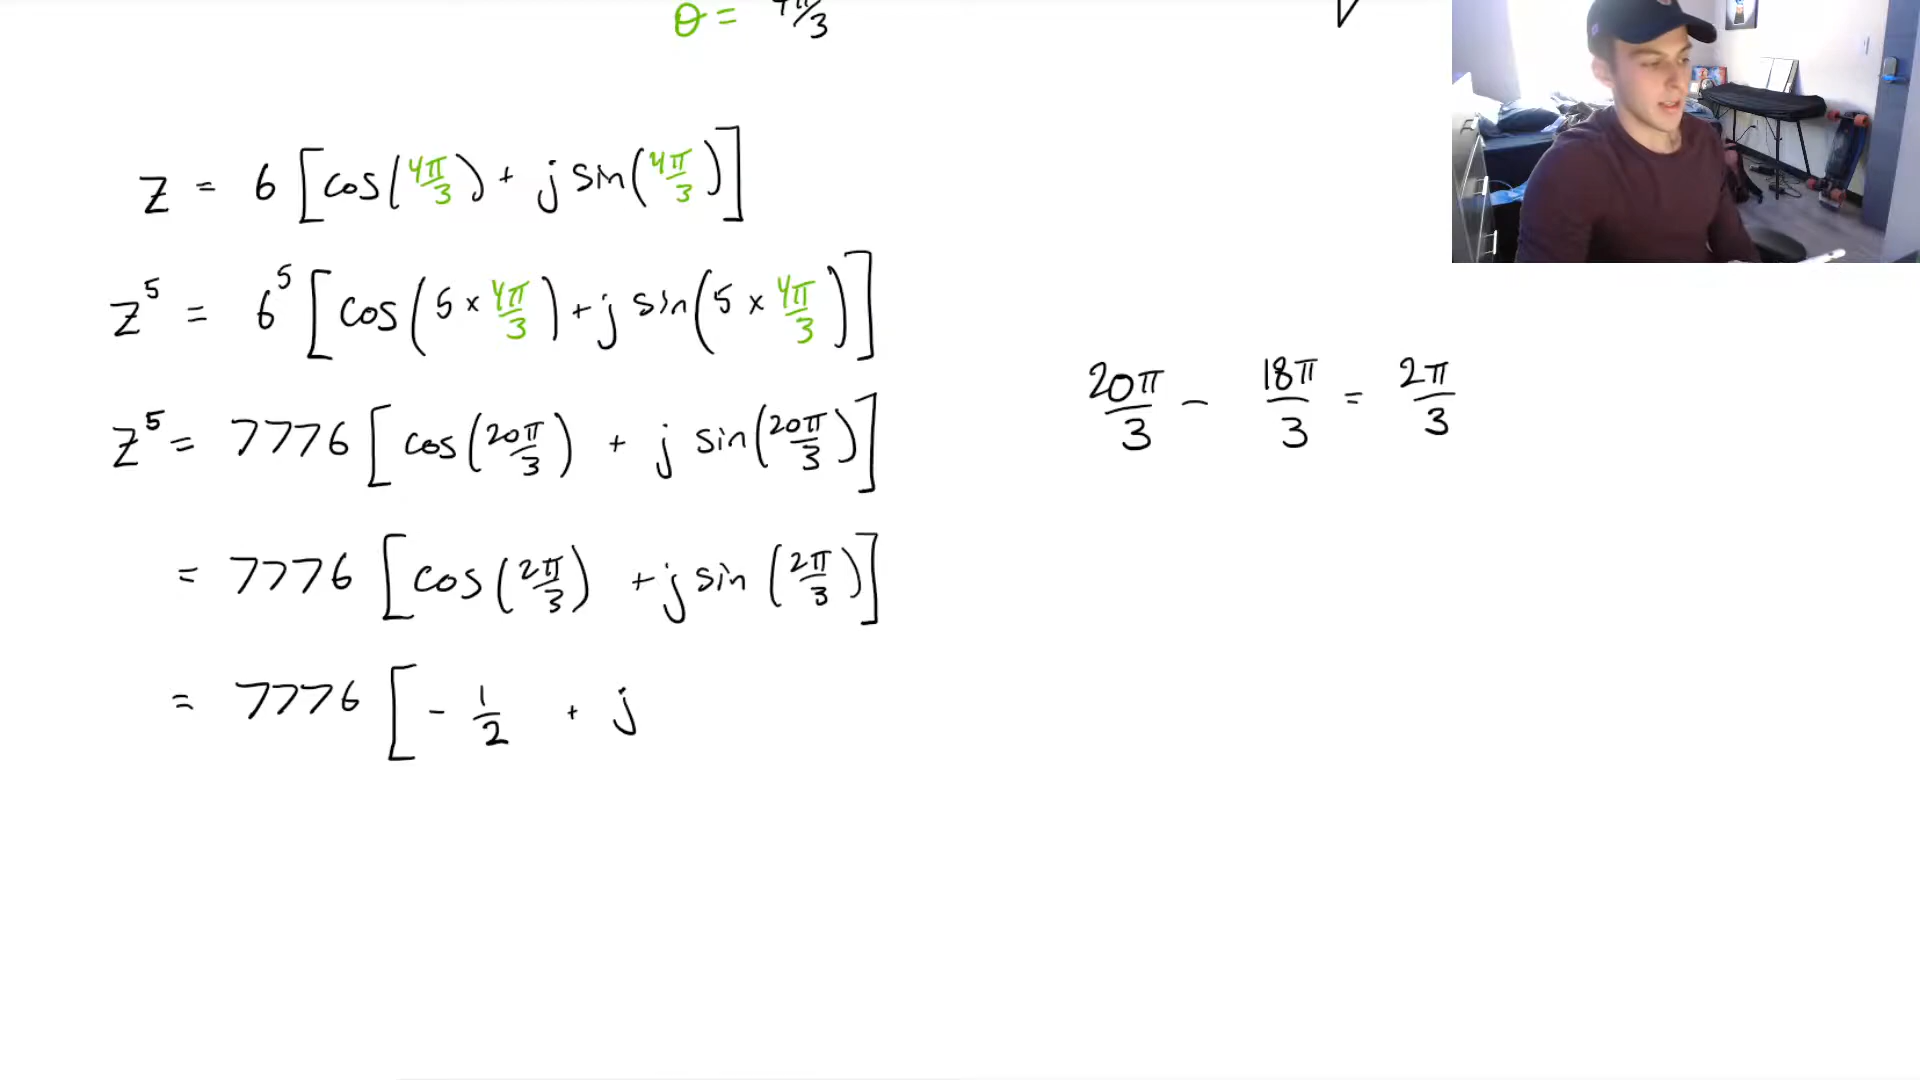 θ = 4π/3
z = 6 [cos(4π/3) + j sin(4π/3)]
z^5 = 6^5 [cos(5 × 4π/3) + j sin(5 × 4π/3)]
20π/3 - 18π/3 = 2π/3
z^5 = 7776 [cos(20π/3) + j sin(20π/3)]
= 7776 [cos(2π/3) + j sin(2π/3)]
= 7776 [- 1/2 + j